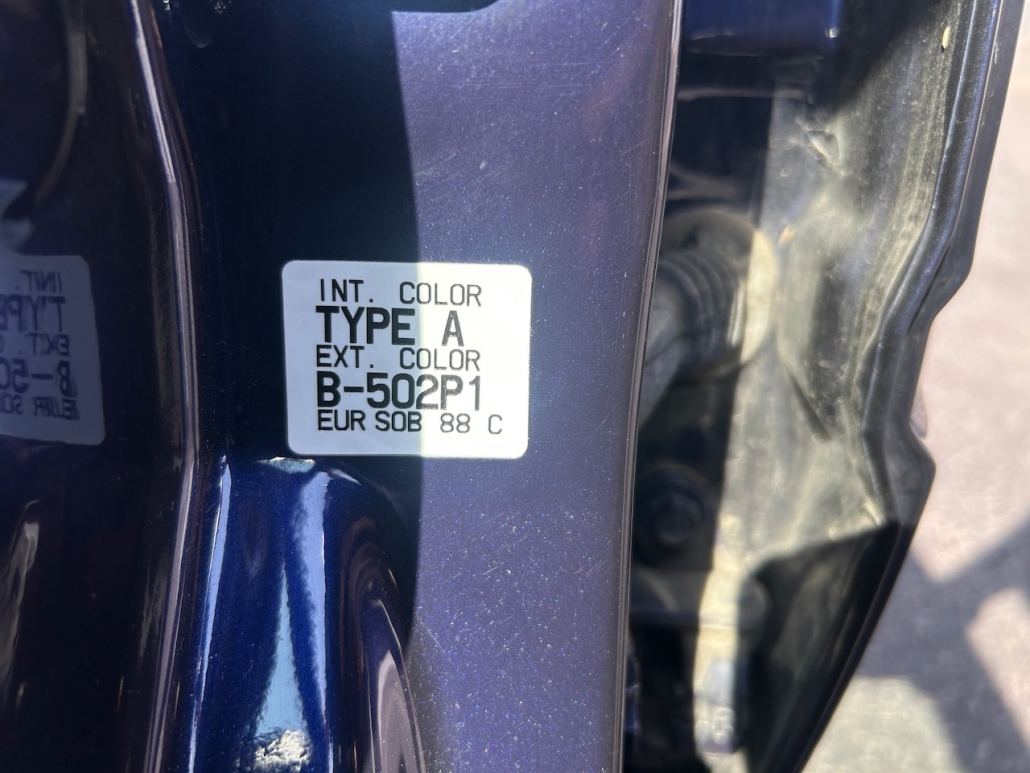 INT. COLOR
TYPE A
EXT. COLOR
B-502P1
EUR SOB 88 C